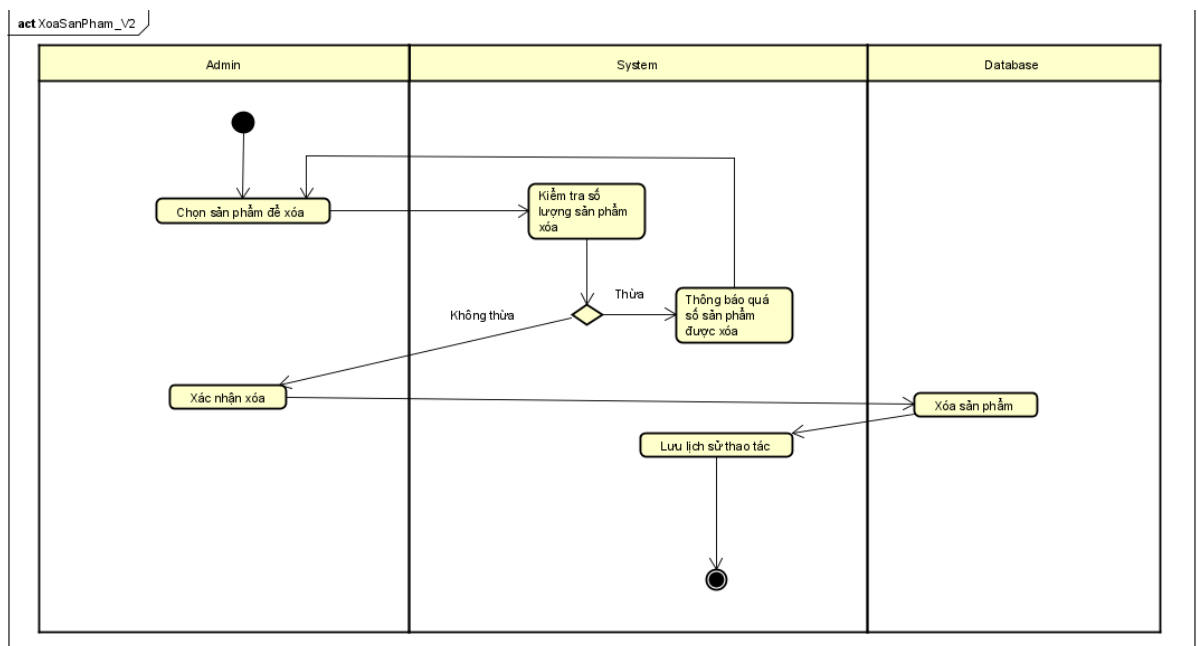 act XoaSanPham_V2
Admin
System
Database
Chọn sản phẩm để xóa
Kiểm tra số
lượng sản phẩm
xóa
Thừa
Không thừa
Thông báo quá
số sản phẩm
được xóa
Xác nhận xóa
Xóa sản phẩm
Lưu lịch sử thao tác